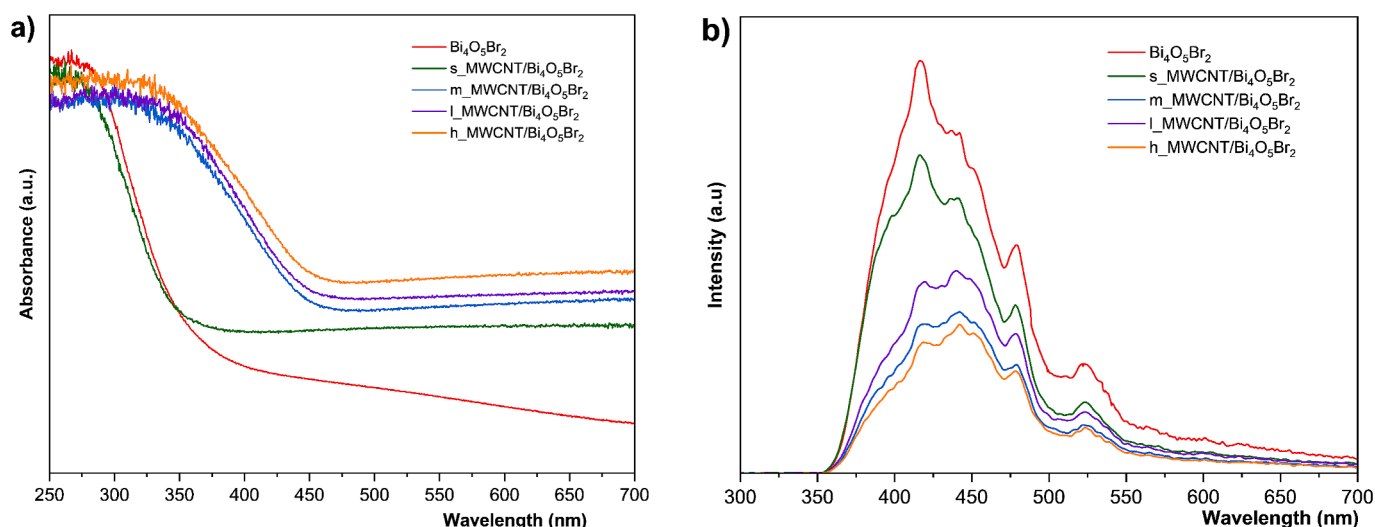 a)
Absorbance (a.u.)
Bi₄O₅Br₂
s_MWCNT/Bi₄O₅Br₂
m_MWCNT/Bi₄O₅Br₂
l_MWCNT/Bi₄O₅Br₂
h_MWCNT/Bi₄O₅Br₂
250 300 350 400 450 500 550 600 650 700
Wavelength (nm)
b)
Intensity (a.u)
Bi₄O₅Br₂
s_MWCNT/Bi₄O₅Br₂
m_MWCNT/Bi₄O₅Br₂
l_MWCNT/Bi₄O₅Br₂
h_MWCNT/Bi₄O₅Br₂
300 350 400 450 500 550 600 650 700
Wavelength (nm)